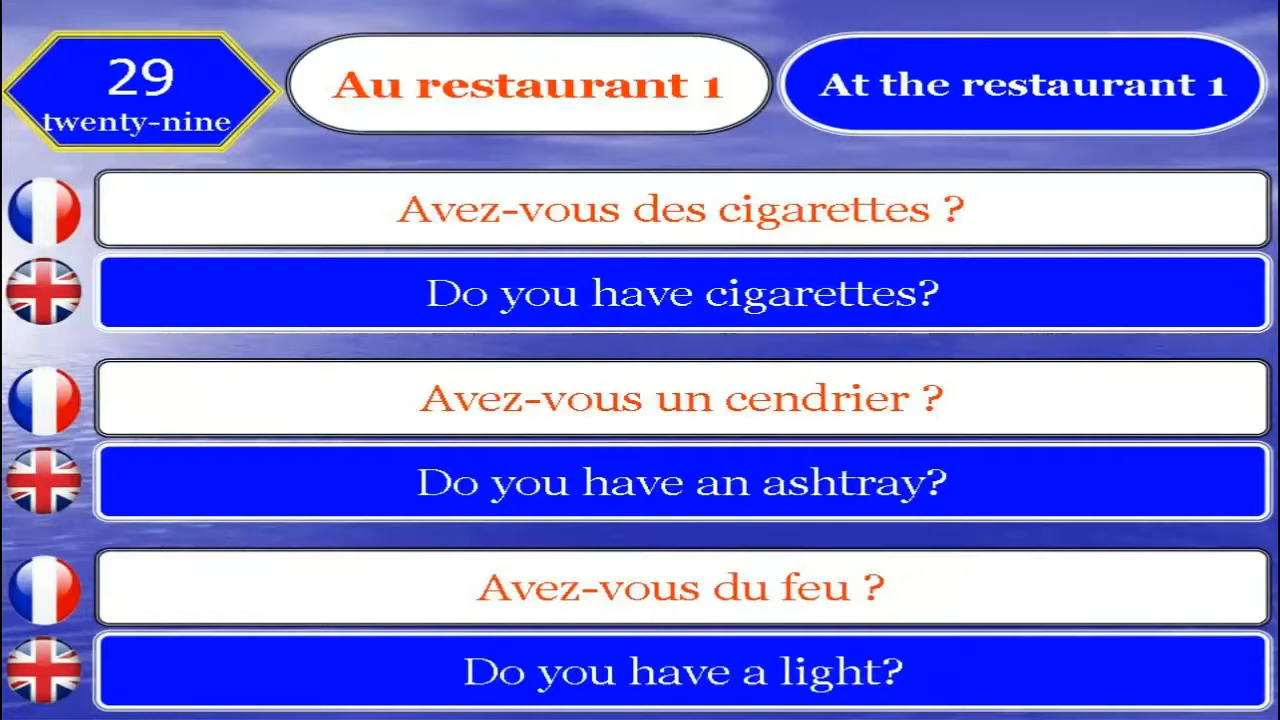 29
twenty-nine
Au restaurant 1
At the restaurant 1
Avez-vous des cigarettes ?
Do you have cigarettes?
Avez-vous un cendrier ?
Do you have an ashtray?
Avez-vous du feu ?
Do you have a light?